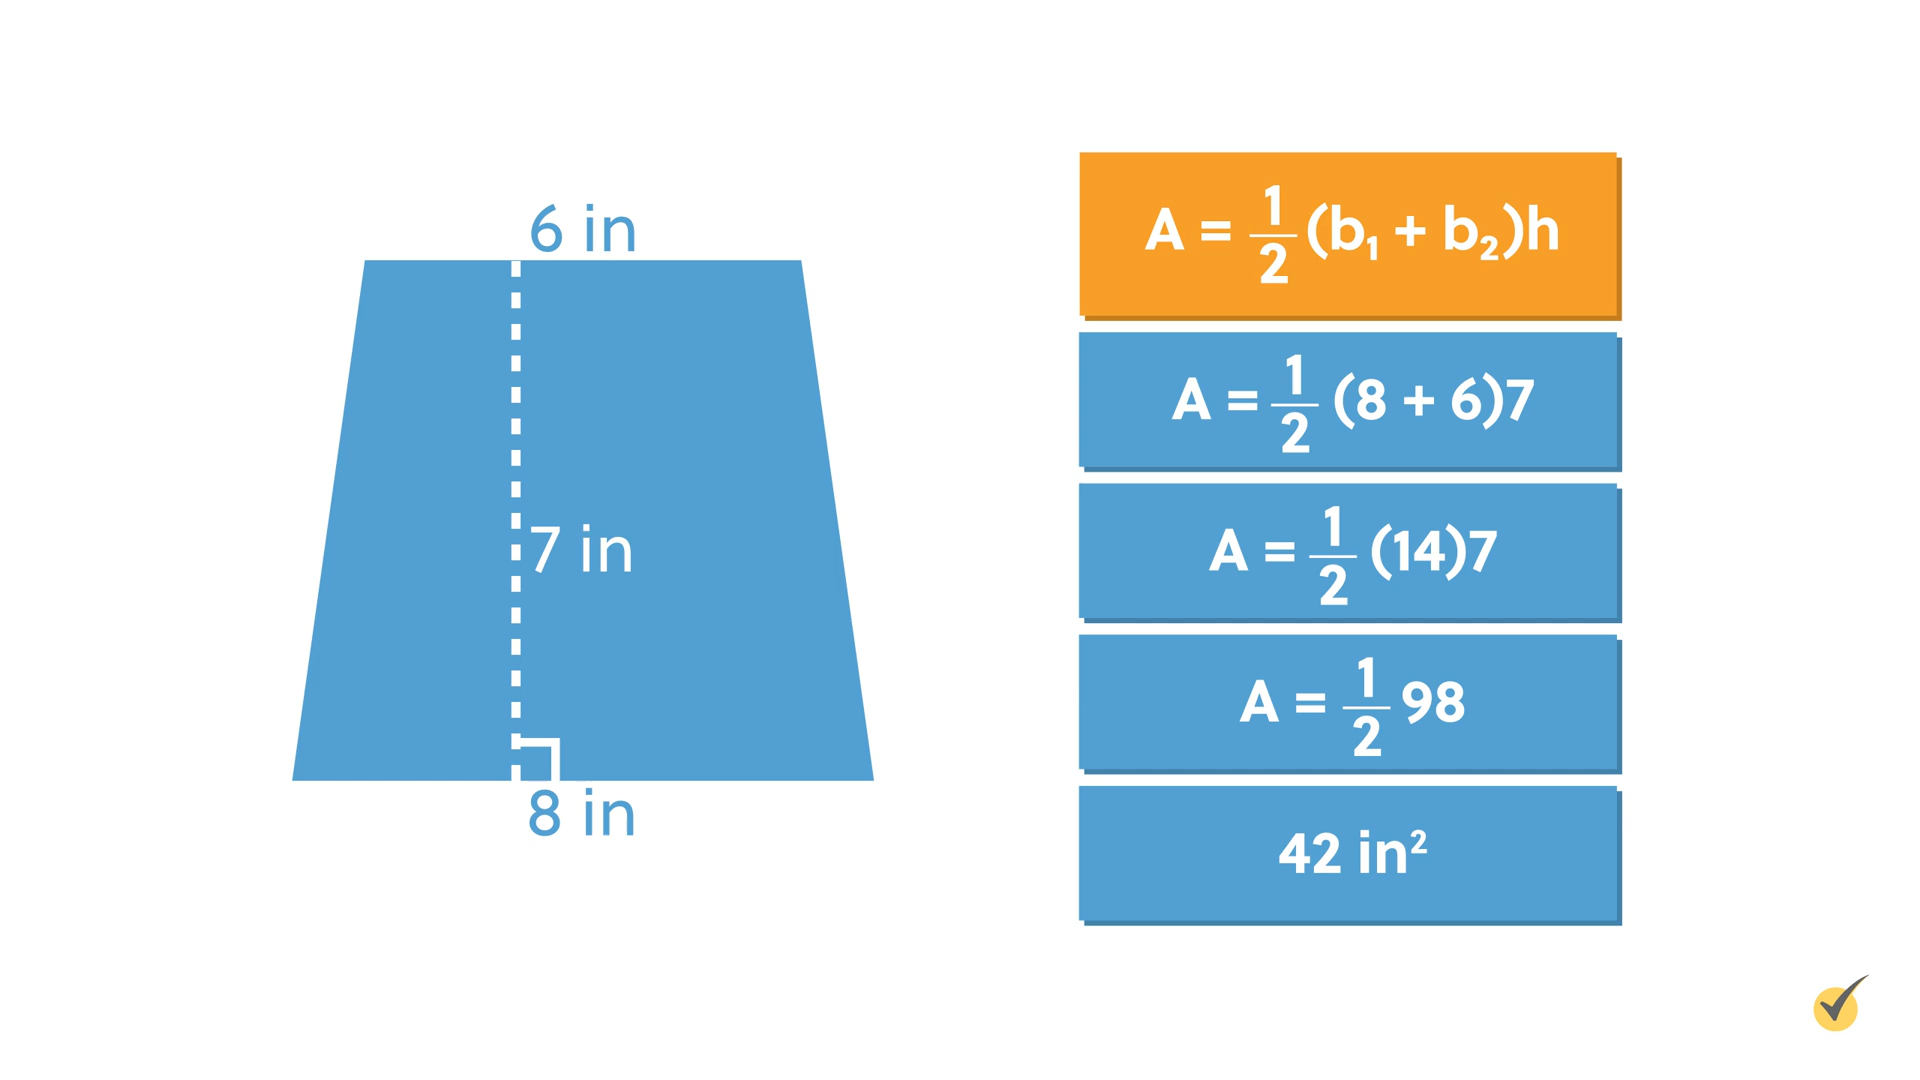 6 in
7 in
8 in
A = 1/2 (b₁ + b₂)h
A = 1/2 (8 + 6)7
A = 1/2 (14)7
A = 1/2 98
42 in²